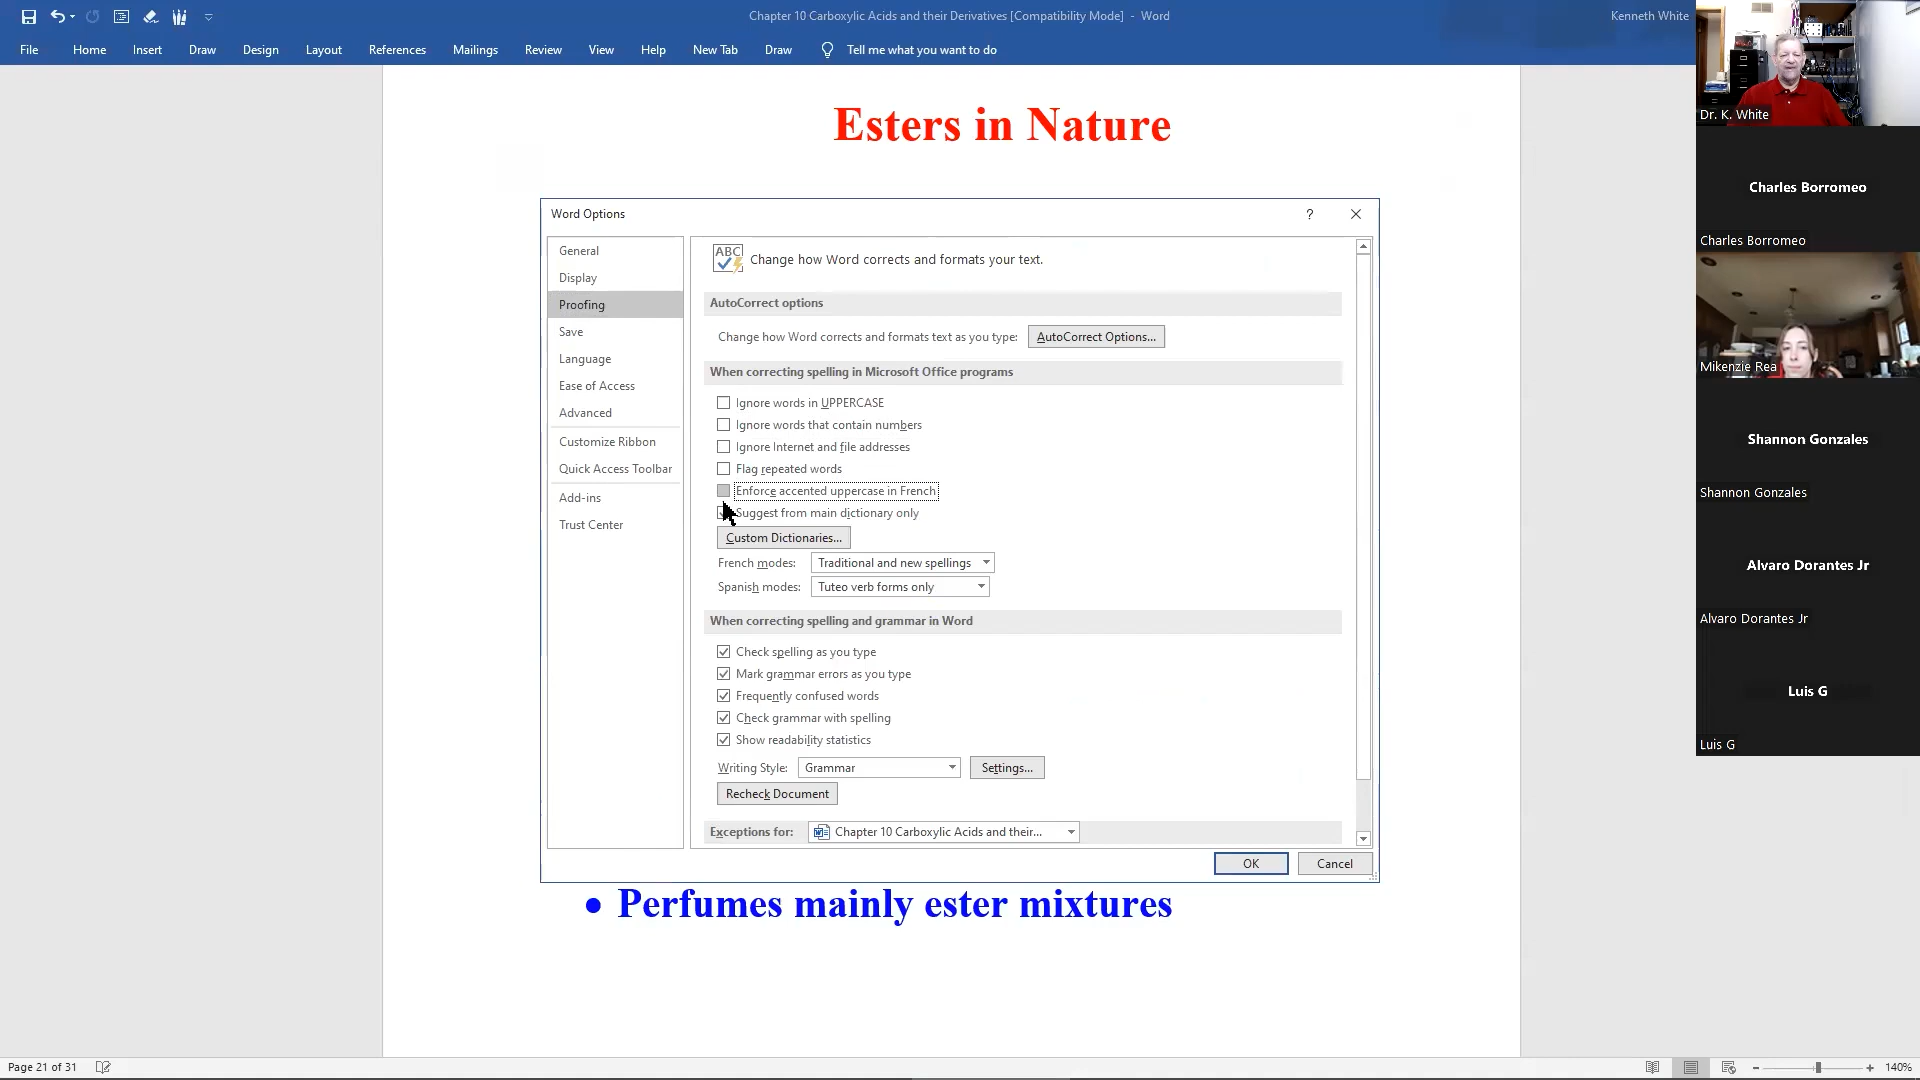 Chapter 10 Carboxylic Acids and their Derivatives [Compatibility Mode] - Word
Kenneth White
File Home Insert Draw Design Layout References Mailings Review View Help New Tab Draw Tell me what you want to do
Esters in Nature
Word Options
?
General
Display
Proofing
Save
Language
Ease of Access
Advanced
Customize Ribbon
Quick Access Toolbar
Add-ins
Trust Center
ABC
Change how Word corrects and formats your text.
AutoCorrect options
Change how Word corrects and formats text as you type: AutoCorrect Options...
When correcting spelling in Microsoft Office programs
Ignore words in UPPERCASE
Ignore words that contain numbers
Ignore Internet and file addresses
Flag repeated words
Enforce accented uppercase in French
Suggest from main dictionary only
Custom Dictionaries...
French modes: Traditional and new spellings
Spanish modes: Tuteo verb forms only
When correcting spelling and grammar in Word
Check spelling as you type
Mark grammar errors as you type
Frequently confused words
Check grammar with spelling
Show readability statistics
Writing Style: Grammar Settings...
Recheck Document
Exceptions for: Chapter 10 Carboxylic Acids and their...
OK Cancel
• Perfumes mainly ester mixtures
Dr. K. White
Charles Borromeo
Charles Borromeo
Mikenzie Rea
Shannon Gonzales
Shannon Gonzales
Alvaro Dorantes Jr
Alvaro Dorantes Jr
Luis G
Luis G
Page 21 of 31
140%